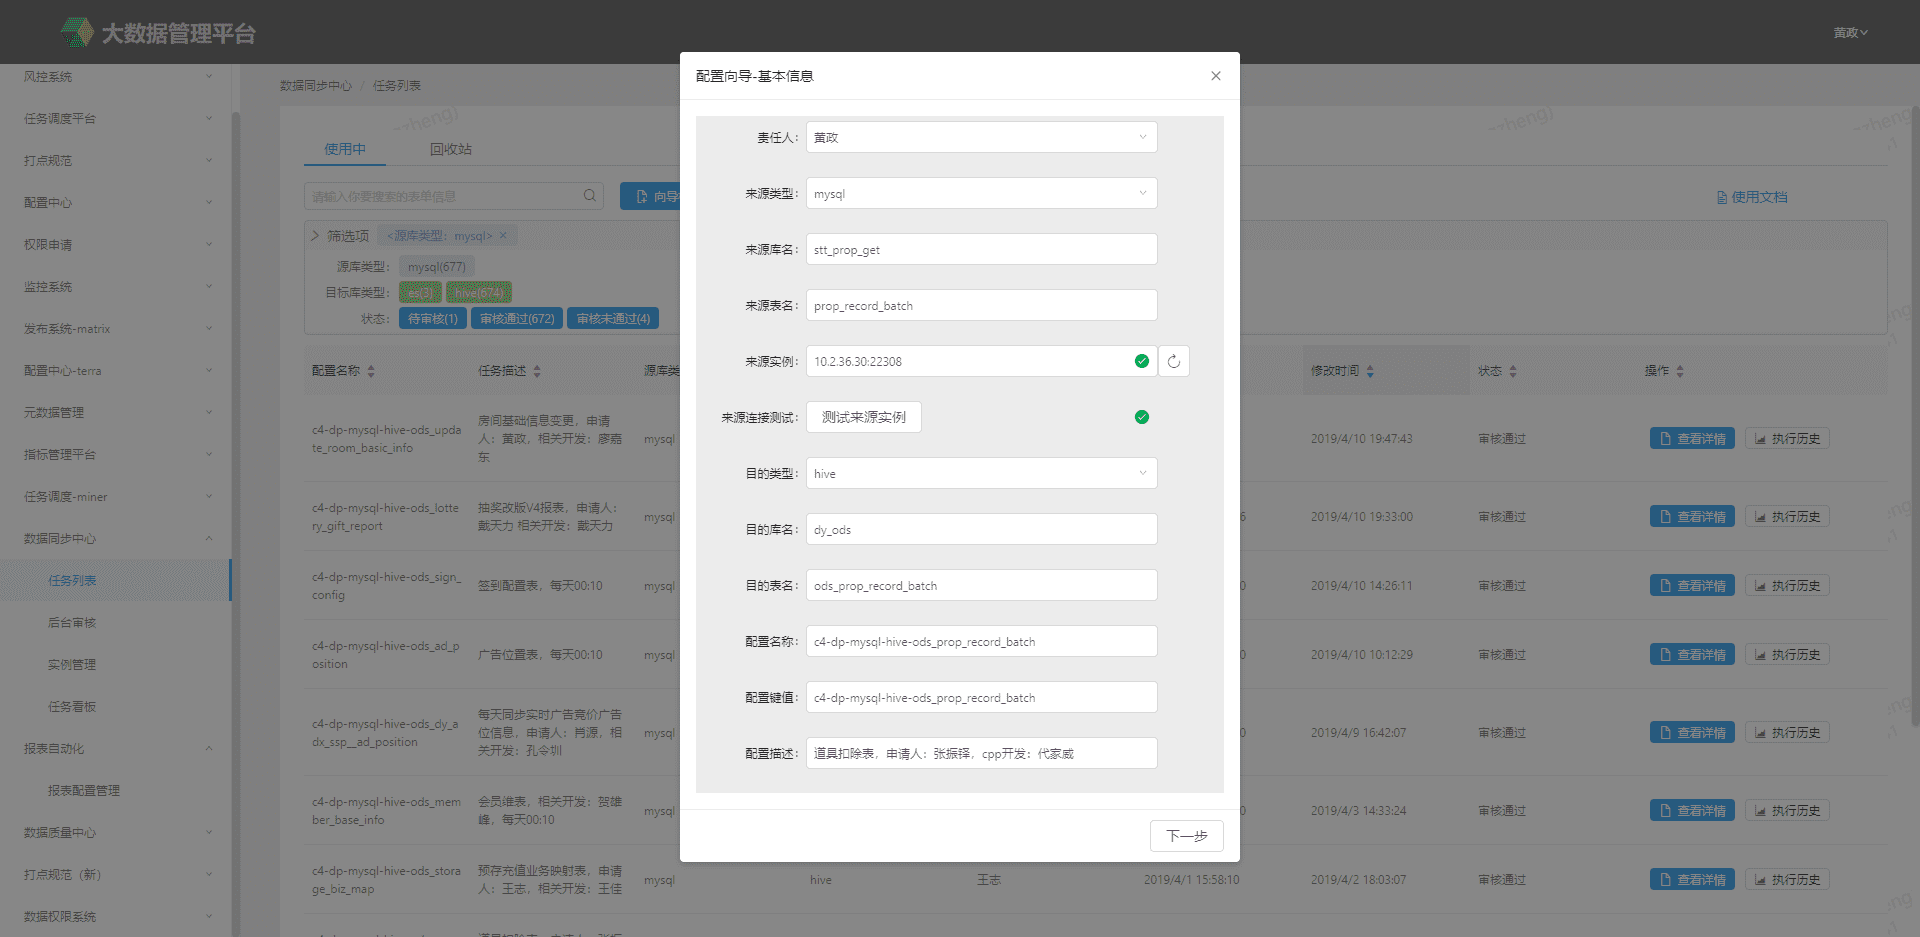 大数据管理平台
黄政
风控系统
任务调度平台
打点规范
配置中心
权限申请
监控系统
发布系统-matrix
配置中心-terra
元数据管理
指标管理平台
任务调度-miner
数据同步中心
任务列表
后台审核
实例管理
任务看板
报表自动化
报表配置管理
数据质量中心
打点规范（新）
数据权限系统
数据同步中心 / 任务列表
使用中
回收站
请输入你要搜索的表单信息
向导
使用文档
筛选项
<源库类型：mysql> ×
源库类型：
mysql(677)
目标库类型：
es(3)
hive(674)
状态：
待审核(1)
审核通过(672)
审核未通过(4)
配置名称
任务描述
源库类
修改时间
状态
操作
c4-dp-mysql-hive-ods_upda
te_room_basic_info
房间基础信息变更，申请
人：黄政，相关开发：廖嘉
东
mysql
2019/4/10 19:47:43
审核通过
查看详情
执行历史
c4-dp-mysql-hive-ods_lotte
ry_gift_report
抽奖改版V4报表，申请人：
戴天力 相关开发：戴天力
mysql
6
2019/4/10 19:33:00
审核通过
查看详情
执行历史
c4-dp-mysql-hive-ods_sign_
config
签到配置表，每天00:10
mysql
0
2019/4/10 14:26:11
审核通过
查看详情
执行历史
c4-dp-mysql-hive-ods_ad_p
osition
广告位置表，每天00:10
mysql
0
2019/4/10 10:12:29
审核通过
查看详情
执行历史
c4-dp-mysql-hive-ods_dy_a
dx_ssp__ad_position
每天同步实时广告竞价广告
位信息，申请人：肖源，相
关开发：孔令圳
mysql
0
2019/4/9 16:42:07
审核通过
查看详情
执行历史
c4-dp-mysql-hive-ods_mem
ber_base_info
会员维表，相关开发：贺雄
峰，每天00:10
mysql
0
2019/4/3 14:33:24
审核通过
查看详情
执行历史
c4-dp-mysql-hive-ods_stora
ge_biz_map
预存充值业务映射表，申请
人：王志，相关开发：王佳
mysql
hive
王志
2019/4/1 15:58:10
2019/4/2 18:03:07
审核通过
查看详情
执行历史
配置向导-基本信息
责任人：
黄政
来源类型：
mysql
来源库名：
stt_prop_get
来源表名：
prop_record_batch
来源实例：
10.2.36.30:22308
来源连接测试：
测试来源实例
目的类型：
hive
目的库名：
dy_ods
目的表名：
ods_prop_record_batch
配置名称：
c4-dp-mysql-hive-ods_prop_record_batch
配置键值：
c4-dp-mysql-hive-ods_prop_record_batch
配置描述：
道具扣除表，申请人：张振铎，cpp开发：代家威
下一步